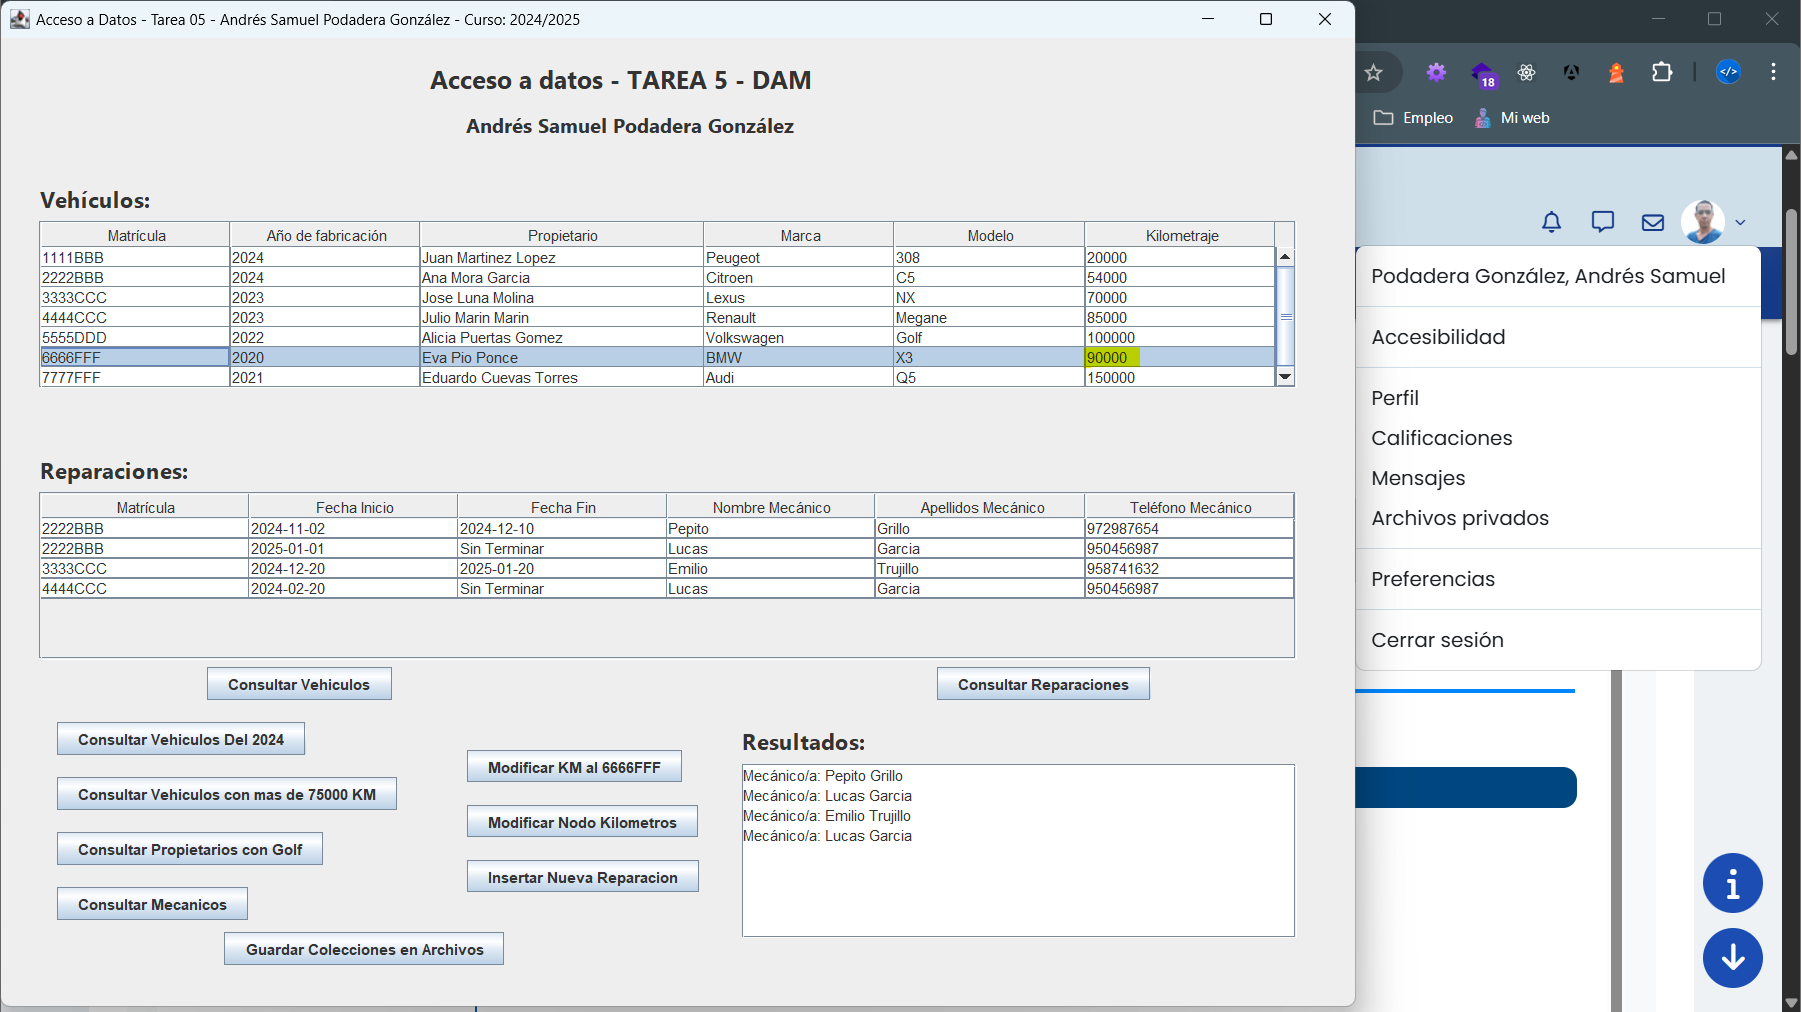 Acceso a Datos - Tarea 05 - Andrés Samuel Podadera González - Curso: 2024/2025
Acceso a datos - TAREA 5 - DAM
Andrés Samuel Podadera González
Vehículos:
Matrícula Año de fabricación Propietario Marca Modelo Kilometraje
1111BBB 2024 Juan Martinez Lopez Peugeot 308 20000
2222BBB 2024 Ana Mora Garcia Citroen C5 54000
3333CCC 2023 Jose Luna Molina Lexus NX 70000
4444CCC 2023 Julio Marin Marin Renault Megane 85000
5555DDD 2022 Alicia Puertas Gomez Volkswagen Golf 100000
6666FFF 2020 Eva Pio Ponce BMW X3 90000
7777FFF 2021 Eduardo Cuevas Torres Audi Q5 150000
Reparaciones:
Matrícula Fecha Inicio Fecha Fin Nombre Mecánico Apellidos Mecánico Teléfono Mecánico
2222BBB 2024-11-02 2024-12-10 Pepito Grillo 972987654
2222BBB 2025-01-01 Sin Terminar Lucas Garcia 950456987
3333CCC 2024-12-20 2025-01-20 Emilio Trujillo 958741632
4444CCC 2024-02-20 Sin Terminar Lucas Garcia 950456987
Consultar Vehiculos
Consultar Reparaciones
Consultar Vehiculos Del 2024
Consultar Vehiculos con mas de 75000 KM
Consultar Propietarios con Golf
Consultar Mecanicos
Guardar Colecciones en Archivos
Modificar KM al 6666FFF
Modificar Nodo Kilometros
Insertar Nueva Reparacion
Resultados:
Mecánico/a: Pepito Grillo
Mecánico/a: Lucas Garcia
Mecánico/a: Emilio Trujillo
Mecánico/a: Lucas Garcia
18
</>
Empleo
Mi web
Podadera González, Andrés Samuel
Accesibilidad
Perfil
Calificaciones
Mensajes
Archivos privados
Preferencias
Cerrar sesión